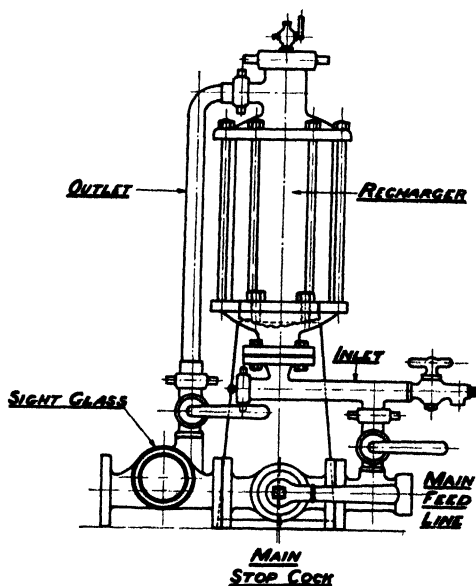 OUTLET
RECHARGER
INLET
SIGHT GLASS
MAIN
FEED
LINE
MAIN
STOP COCK